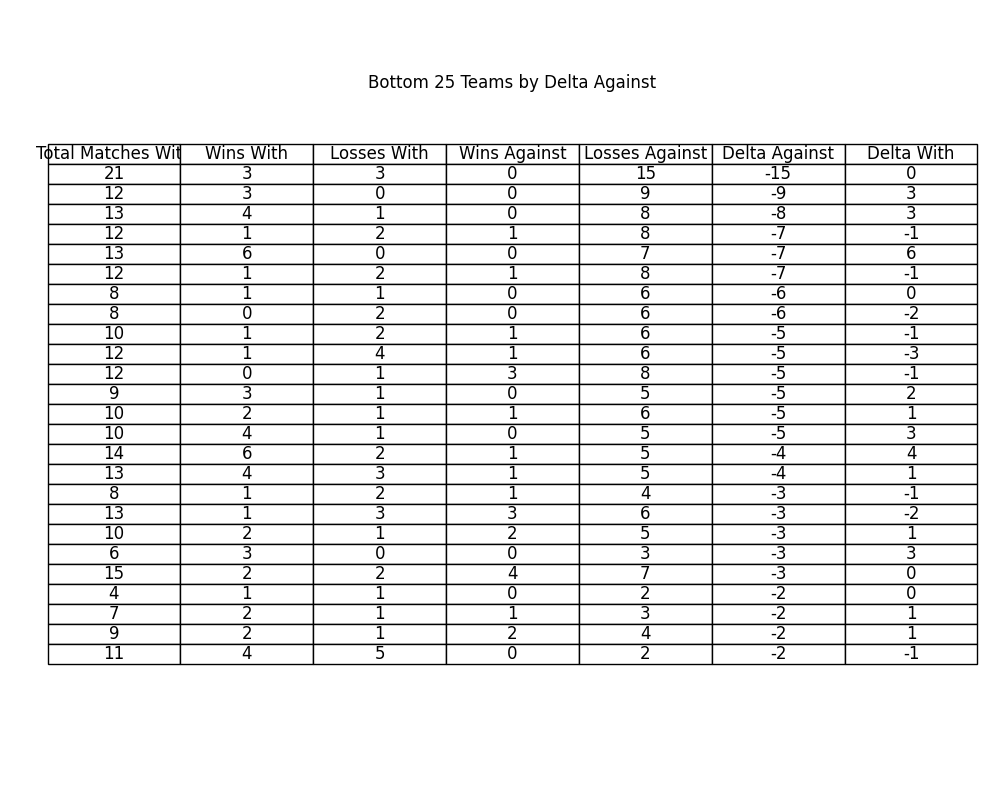 Bottom 25 Teams by Delta Against
Total Matches Wit Wins With Losses With Wins Against Losses Against Delta Against Delta With
21 3 3 0 15 -15 0
12 3 0 0 9 -9 3
13 4 1 0 8 -8 3
12 1 2 1 8 -7 -1
13 6 0 0 7 -7 6
12 1 2 1 8 -7 -1
8 1 1 0 6 -6 0
8 0 2 0 6 -6 -2
10 1 2 1 6 -5 -1
12 1 4 1 6 -5 -3
12 0 1 3 8 -5 -1
9 3 1 0 5 -5 2
10 2 1 1 6 -5 1
10 4 1 0 5 -5 3
14 6 2 1 5 -4 4
13 4 3 1 5 -4 1
8 1 2 1 4 -3 -1
13 1 3 3 6 -3 -2
10 2 1 2 5 -3 1
6 3 0 0 3 -3 3
15 2 2 4 7 -3 0
4 1 1 0 2 -2 0
7 2 1 1 3 -2 1
9 2 1 2 4 -2 1
11 4 5 0 2 -2 -1